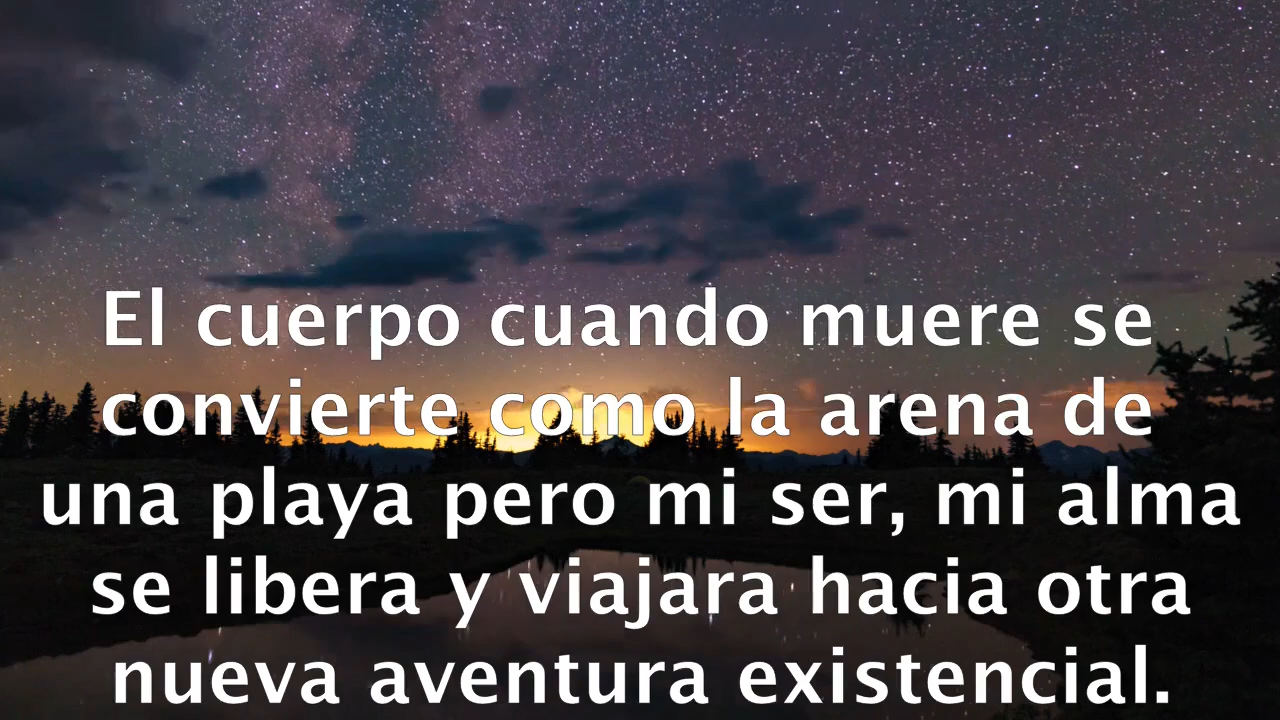 El cuerpo cuando muere se
convierte como la arena de
una playa pero mi ser, mi alma
se libera y viajara hacia otra
nueva aventura existencial.